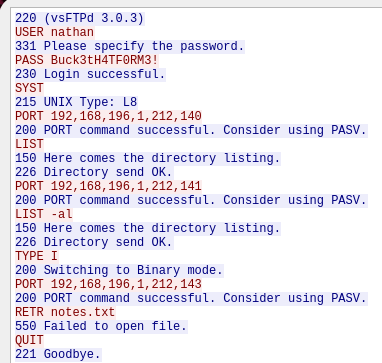 220 (vsFTPd 3.0.3)
USER nathan
331 Please specify the password.
PASS Buck3tH4TF0RM3!
230 Login successful.
SYST
215 UNIX Type: L8
PORT 192,168,196,1,212,140
200 PORT command successful. Consider using PASV.
LIST
150 Here comes the directory listing.
226 Directory send OK.
PORT 192,168,196,1,212,141
200 PORT command successful. Consider using PASV.
LIST -al
150 Here comes the directory listing.
226 Directory send OK.
TYPE I
200 Switching to Binary mode.
PORT 192,168,196,1,212,143
200 PORT command successful. Consider using PASV.
RETR notes.txt
550 Failed to open file.
QUIT
221 Goodbye.